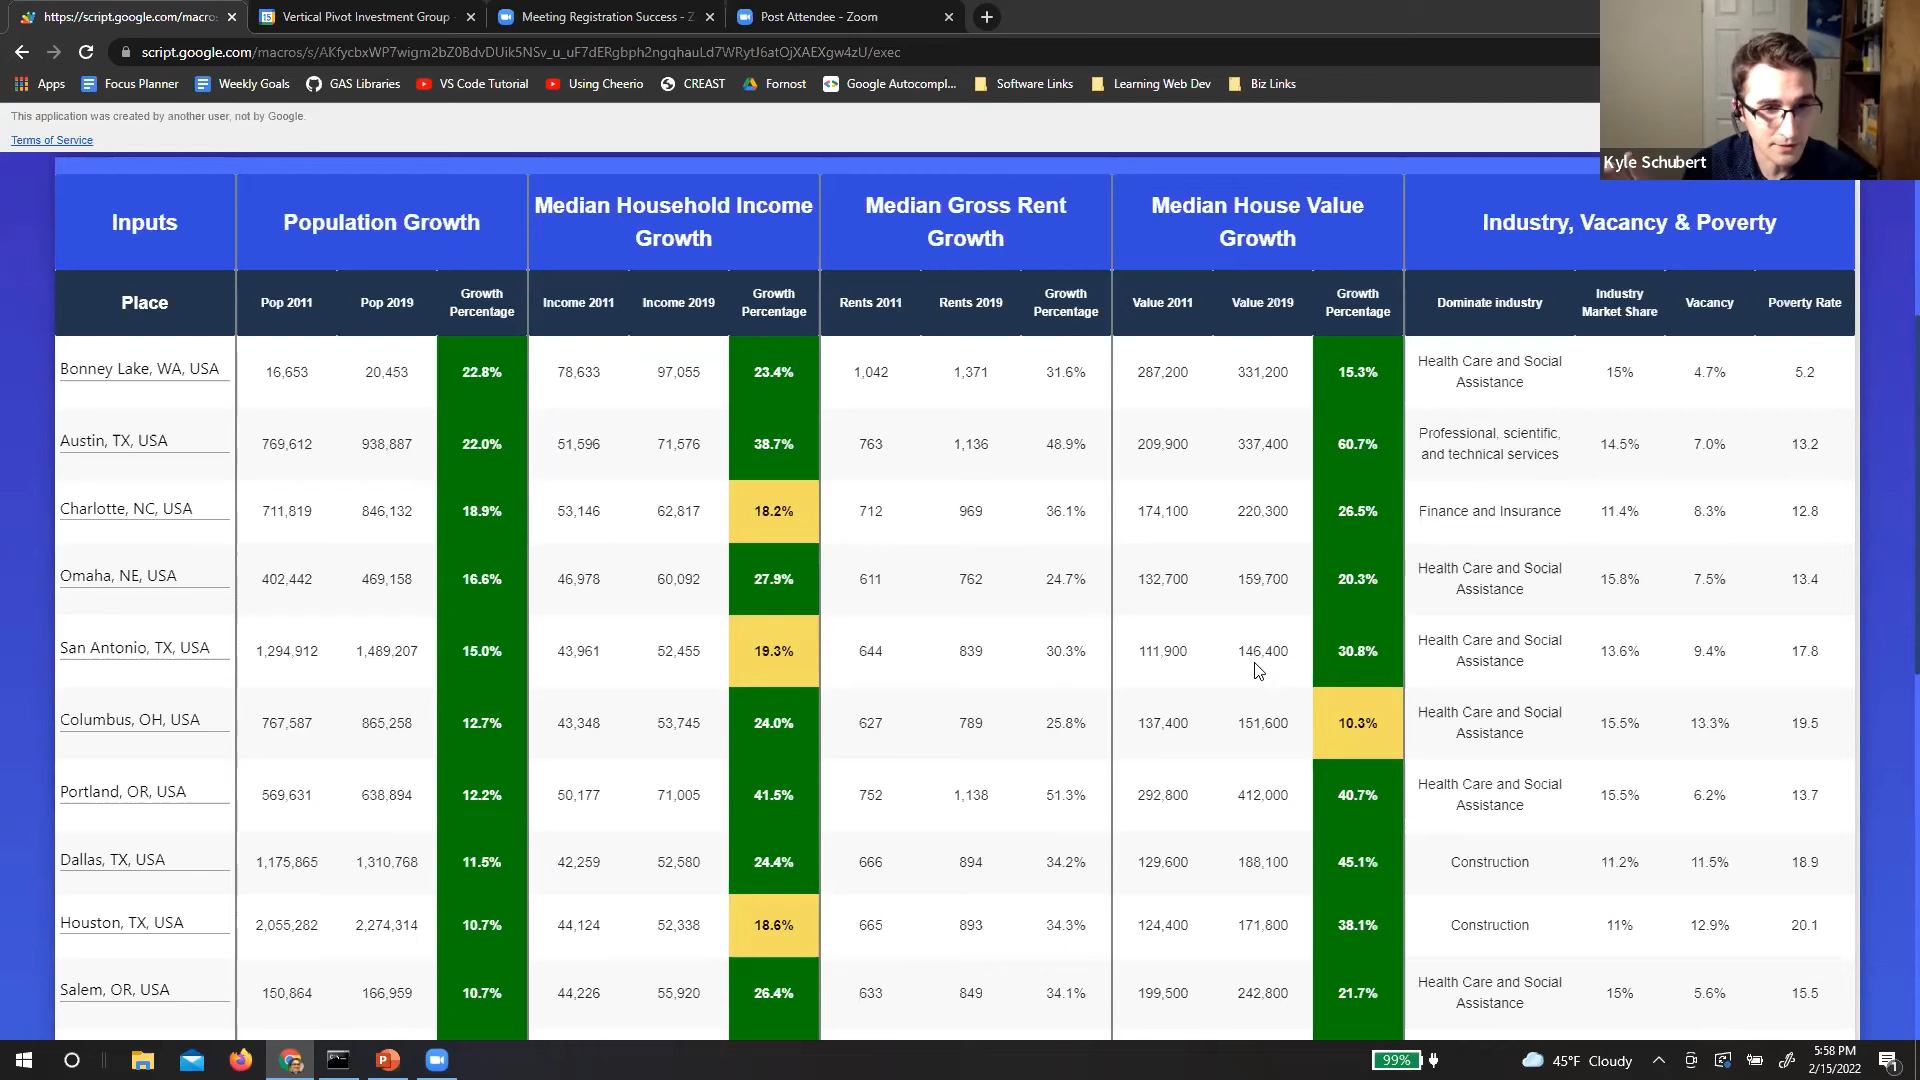 https://script.google.com/macro
Vertical Pivot Investment Group
Meeting Registration Success - Z
Post Attendee - Zoom
script.google.com/macros/s/AKfycbxWP7wigm2bZ0BdvDUik5NSv_u_uF7dERgbph2ngqhauLd7WRytJ6atOjXAEXgw4zU/exec
Apps Focus Planner Weekly Goals GAS Libraries VS Code Tutorial Using Cheerio CREAST Fornost Google Autocompl... Software Links Learning Web Dev Biz Links
This application was created by another user, not by Google.
Terms of Service
Kyle Schubert
Inputs Population Growth Median Household Income Growth Median Gross Rent Growth Median House Value Growth Industry, Vacancy & Poverty
Place Pop 2011 Pop 2019 Growth Percentage Income 2011 Income 2019 Growth Percentage Rents 2011 Rents 2019 Growth Percentage Value 2011 Value 2019 Growth Percentage Dominate industry Industry Market Share Vacancy Poverty Rate
Bonney Lake, WA, USA 16,653 20,453 22.8% 78,633 97,055 23.4% 1,042 1,371 31.6% 287,200 331,200 15.3% Health Care and Social Assistance 15% 4.7% 5.2
Austin, TX, USA 769,612 938,887 22.0% 51,596 71,576 38.7% 763 1,136 48.9% 209,900 337,400 60.7% Professional, scientific, and technical services 14.5% 7.0% 13.2
Charlotte, NC, USA 711,819 846,132 18.9% 53,146 62,817 18.2% 712 969 36.1% 174,100 220,300 26.5% Finance and Insurance 11.4% 8.3% 12.8
Omaha, NE, USA 402,442 469,158 16.6% 46,978 60,092 27.9% 611 762 24.7% 132,700 159,700 20.3% Health Care and Social Assistance 15.8% 7.5% 13.4
San Antonio, TX, USA 1,294,912 1,489,207 15.0% 43,961 52,455 19.3% 644 839 30.3% 111,900 146,400 30.8% Health Care and Social Assistance 13.6% 9.4% 17.8
Columbus, OH, USA 767,587 865,258 12.7% 43,348 53,745 24.0% 627 789 25.8% 137,400 151,600 10.3% Health Care and Social Assistance 15.5% 13.3% 19.5
Portland, OR, USA 569,631 638,894 12.2% 50,177 71,005 41.5% 752 1,138 51.3% 292,800 412,000 40.7% Health Care and Social Assistance 15.5% 6.2% 13.7
Dallas, TX, USA 1,175,865 1,310,768 11.5% 42,259 52,580 24.4% 666 894 34.2% 129,600 188,100 45.1% Construction 11.2% 11.5% 18.9
Houston, TX, USA 2,055,282 2,274,314 10.7% 44,124 52,338 18.6% 665 893 34.3% 124,400 171,800 38.1% Construction 11% 12.9% 20.1
Salem, OR, USA 150,864 166,959 10.7% 44,226 55,920 26.4% 633 849 34.1% 199,500 242,800 21.7% Health Care and Social Assistance 15% 5.6% 15.5
99% 45°F Cloudy 5:58 PM
2/15/2022